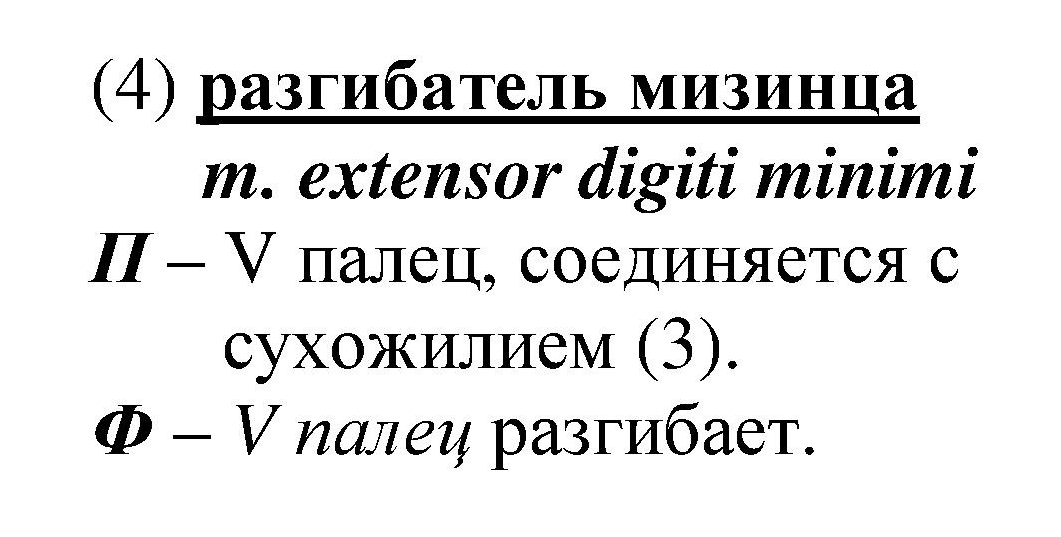 (4) разгибатель мизинца
m. extensor digiti minimi
П – V палец, соединяется с
сухожилием (3).
Ф – V палец разгибает.